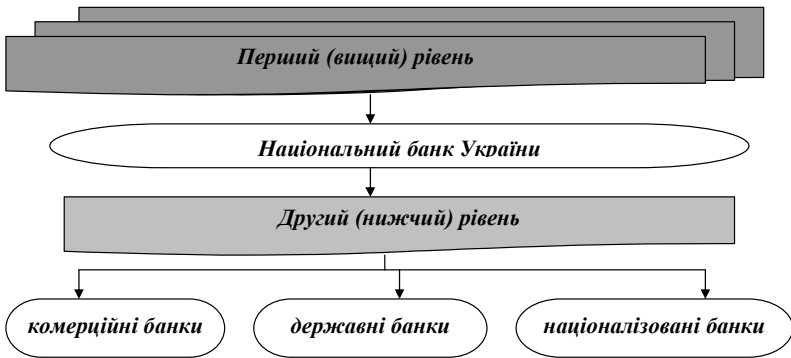 Перший (вищий) рівень
Національний банк України
Другий (нижчий) рівень
комерційні банки
державні банки
націоналізовані банки